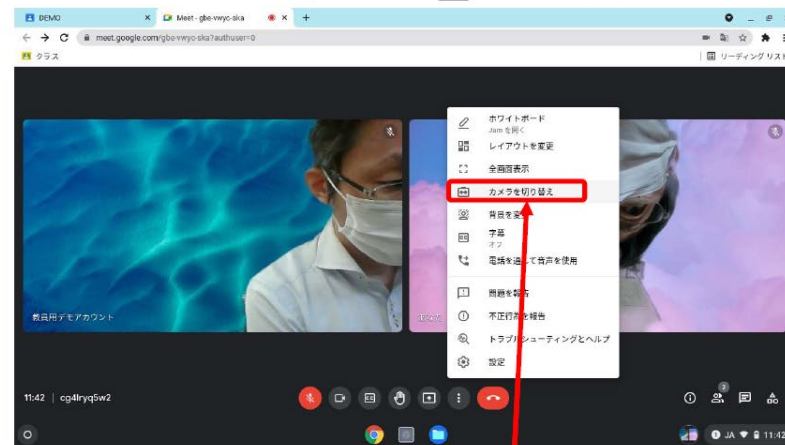 DEMO
Meet - gbe-vwyc-ska
meet.google.com/gbe-vwyc-ska?authuser=0
クラス
リーディングリスト
ホワイトボード
Jam を開く
レイアウトを変更
全画面表示
カメラを切り替え
背景を変更
字幕
オフ
電話を通して音声を使用
問題を報告
不正行為を報告
トラブルシューティングとヘルプ
設定
教員用デモアカウント
11:42 | cg4lryq5w2
3
JA
11:42